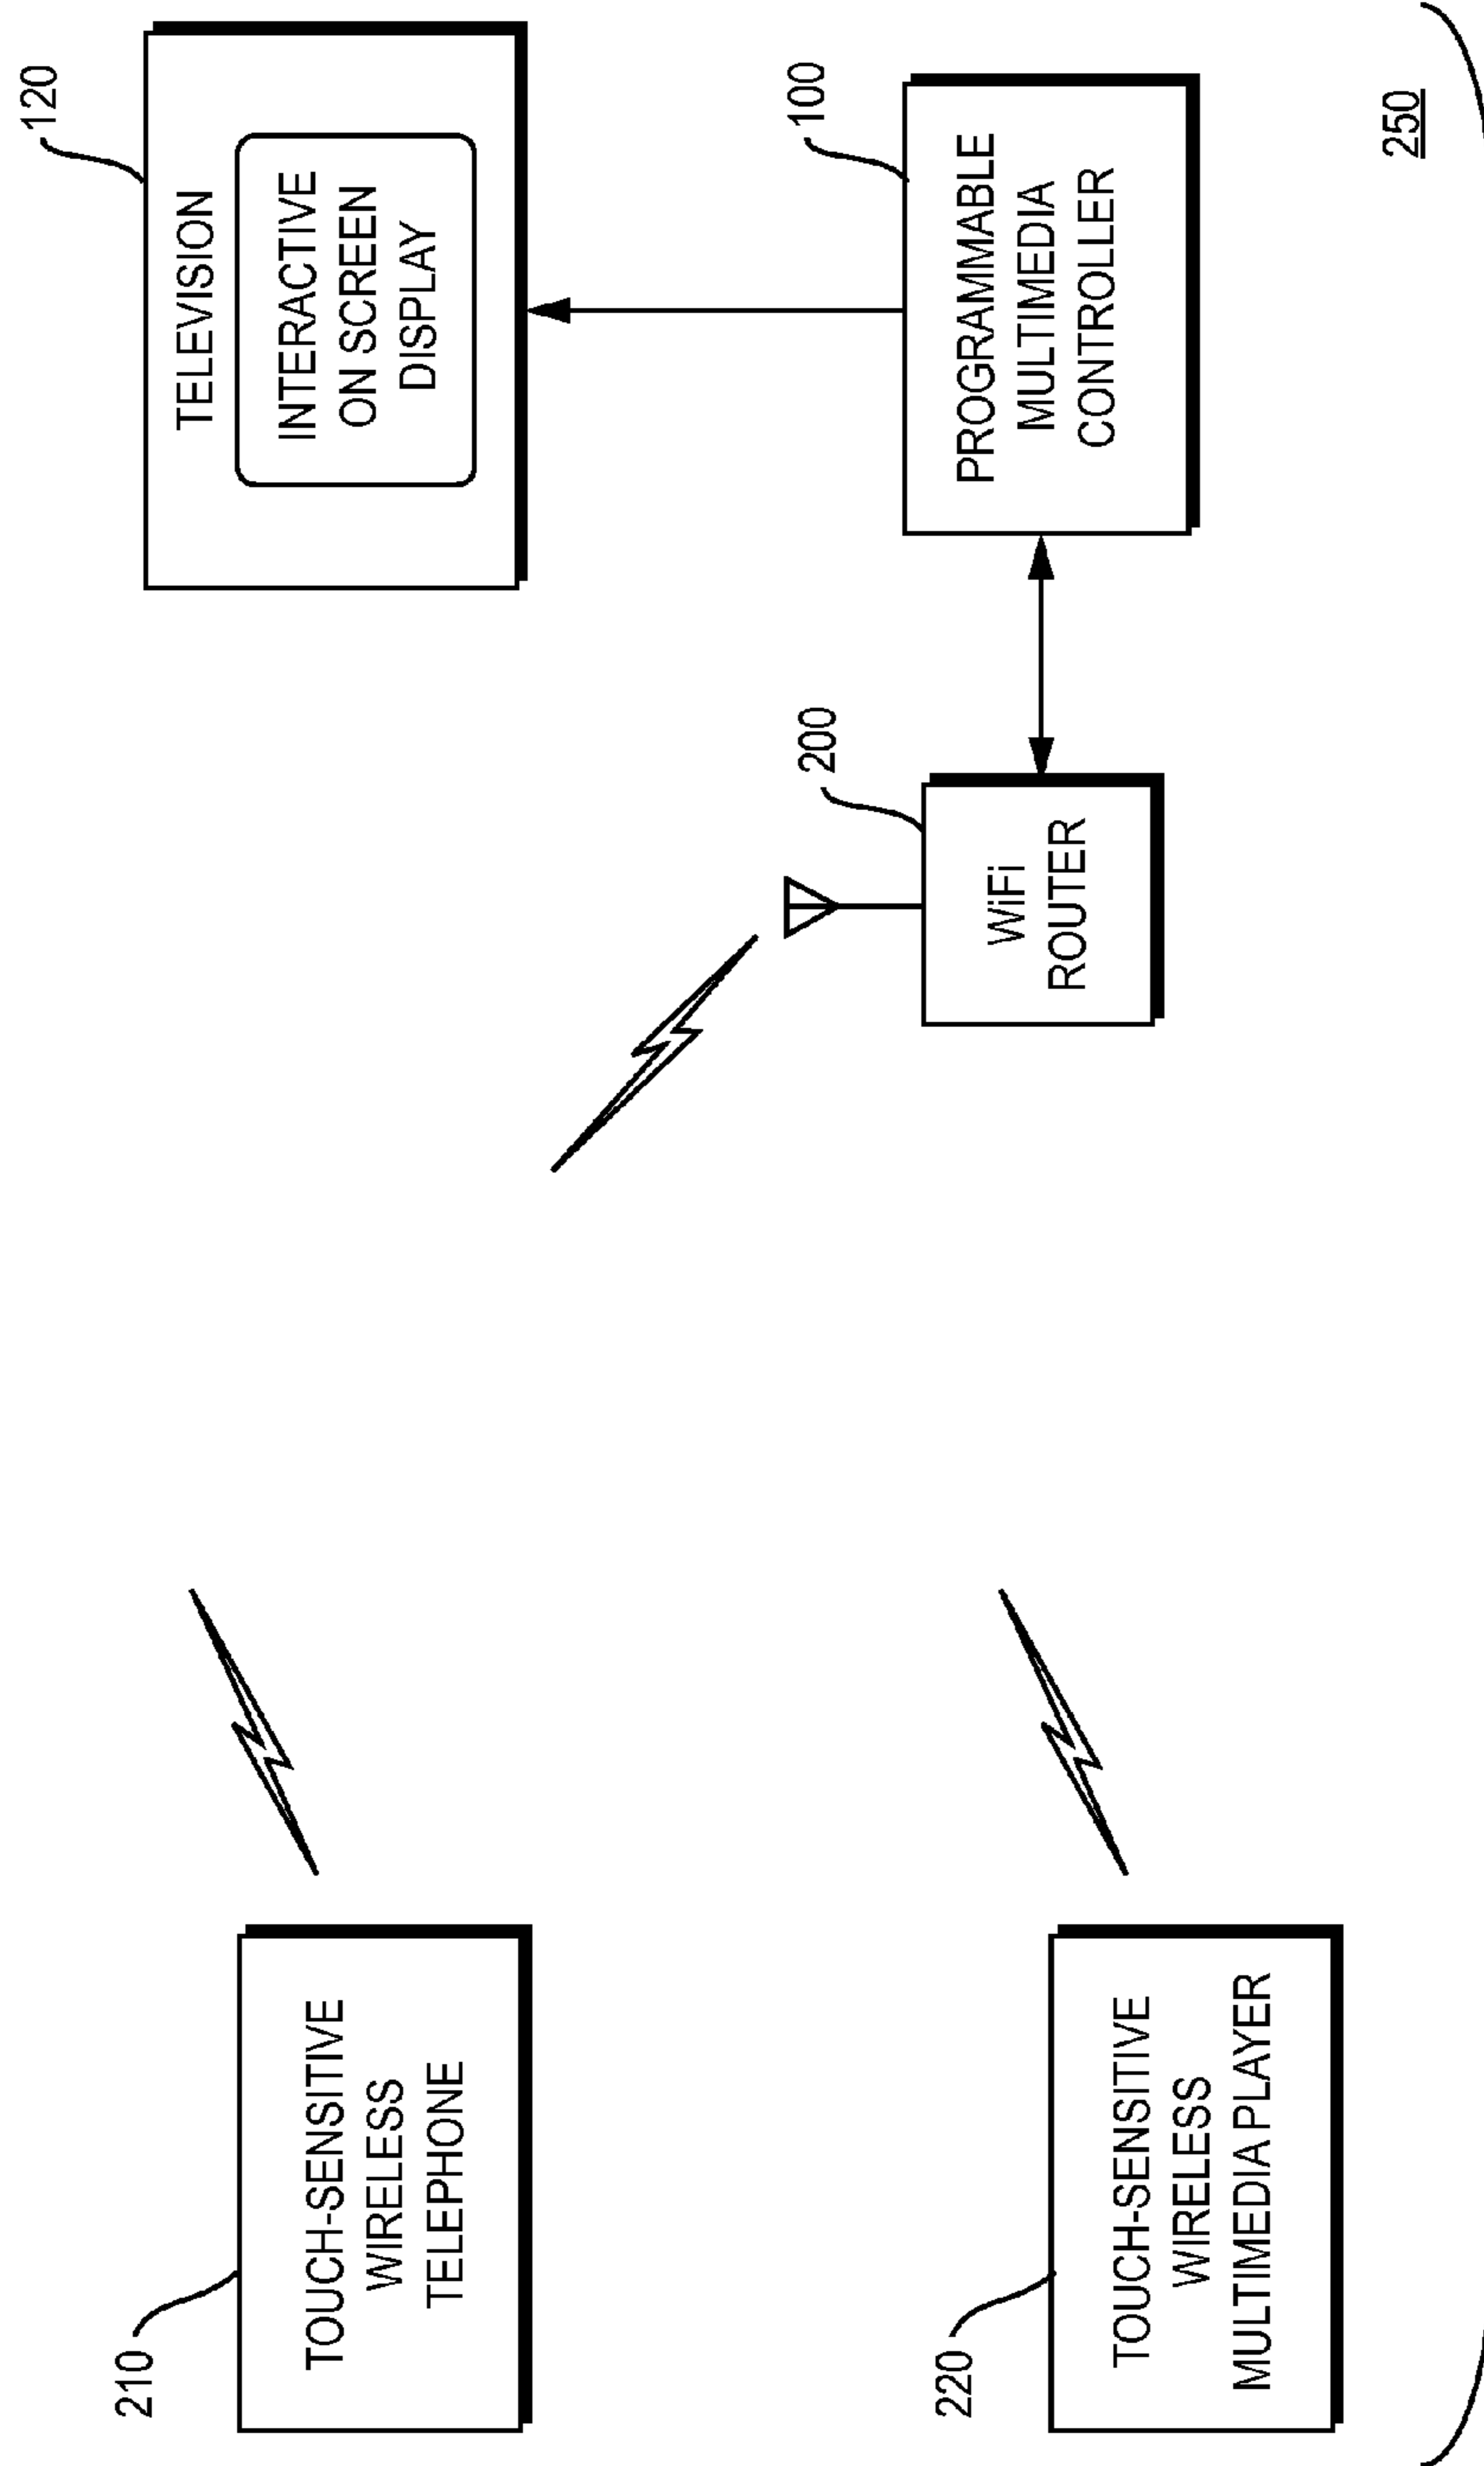 210
TOUCH-SENSITIVE
WIRELESS
TELEPHONE
120
TELEVISION
INTERACTIVE
ON SCREEN
DISPLAY
200
WiFi
ROUTER
100
PROGRAMMABLE
MULTIMEDIA
CONTROLLER
220
TOUCH-SENSITIVE
WIRELESS
MULTIMEDIA PLAYER
250